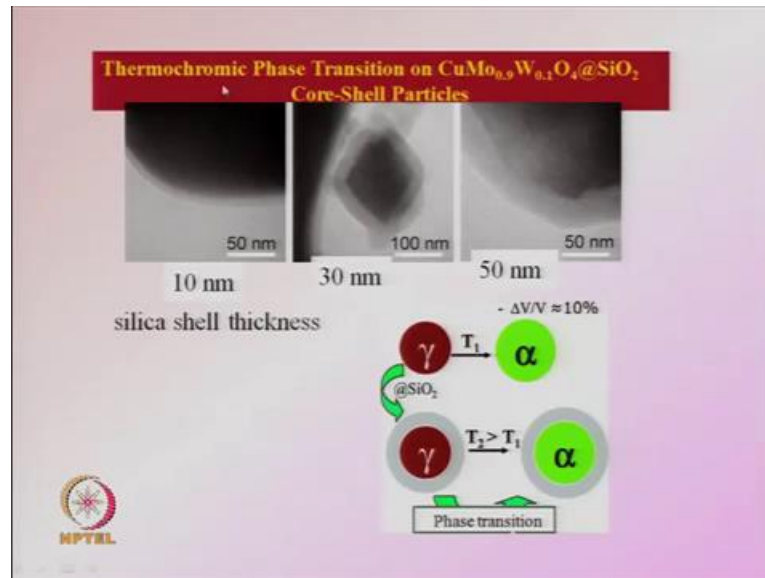 Thermochromic Phase Transition on CuMo₀.₉W₀.₁O₄@SiO₂
Core-Shell Particles
50 nm
100 nm
50 nm
10 nm
30 nm
50 nm
silica shell thickness
- ΔV/V ≈10%
γ
T₁
α
@SiO₂
γ
T₂> T₁
α
Phase transition
NPTEL